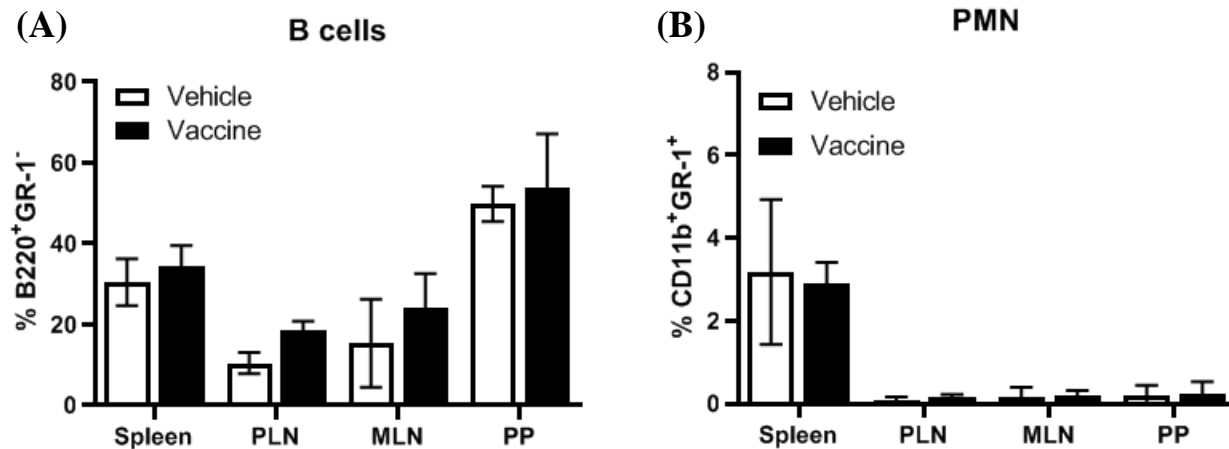 (A)
B cells
% B220⁺GR-1⁻
80
60
40
20
0
Vehicle
Vaccine
Spleen PLN MLN PP
(B)
PMN
% CD11b⁺GR-1⁺
8
6
4
2
0
Vehicle
Vaccine
Spleen PLN MLN PP